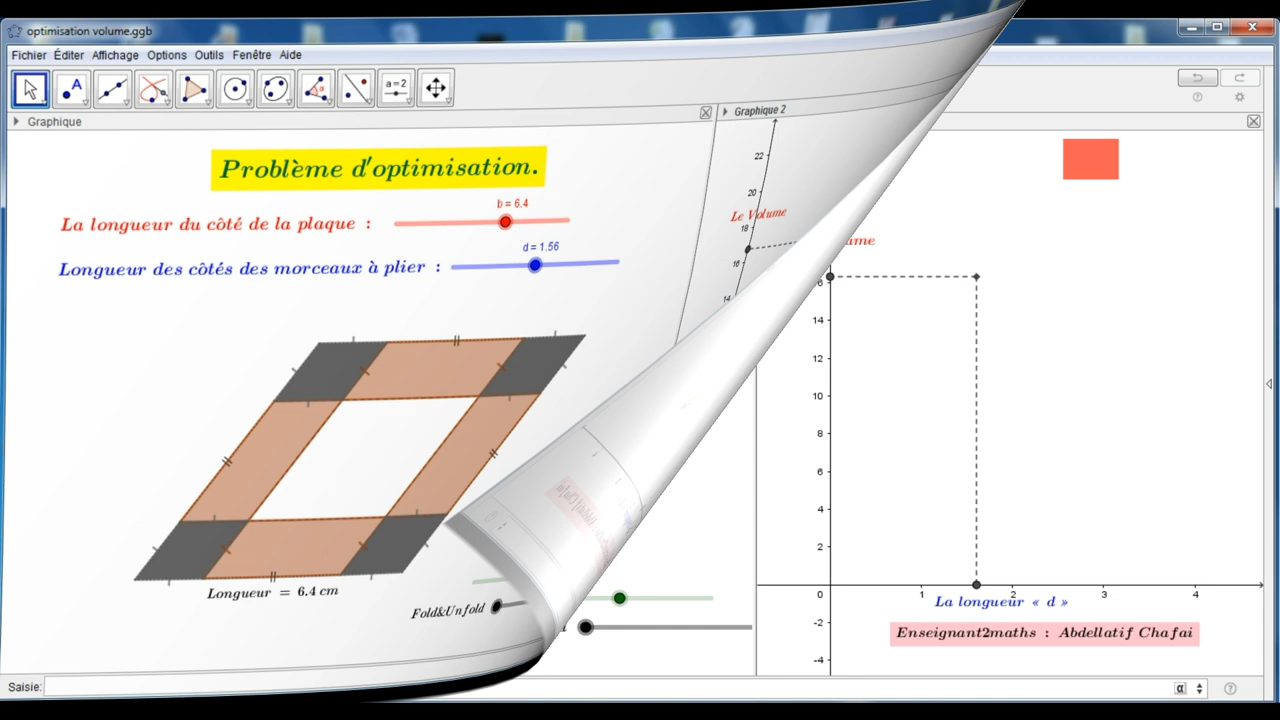 optimisation volume.ggb
Fichier Éditer Affichage Options Outils Fenêtre Aide
A
a = 2
Graphique
Graphique 2
Problème d'optimisation.
La longueur du côté de la plaque :
b = 6.4
Longueur des côtés des morceaux à plier :
d = 1.56
Longueur = 6.4 cm
Fold&Unfold
22
20
Le Volume
18
16
14
14
12
10
8
6
4
2
0
1
2
3
4
-2
-4
La longueur « d »
Enseignant2maths : Abdellatif Chafai
Saisie:
α